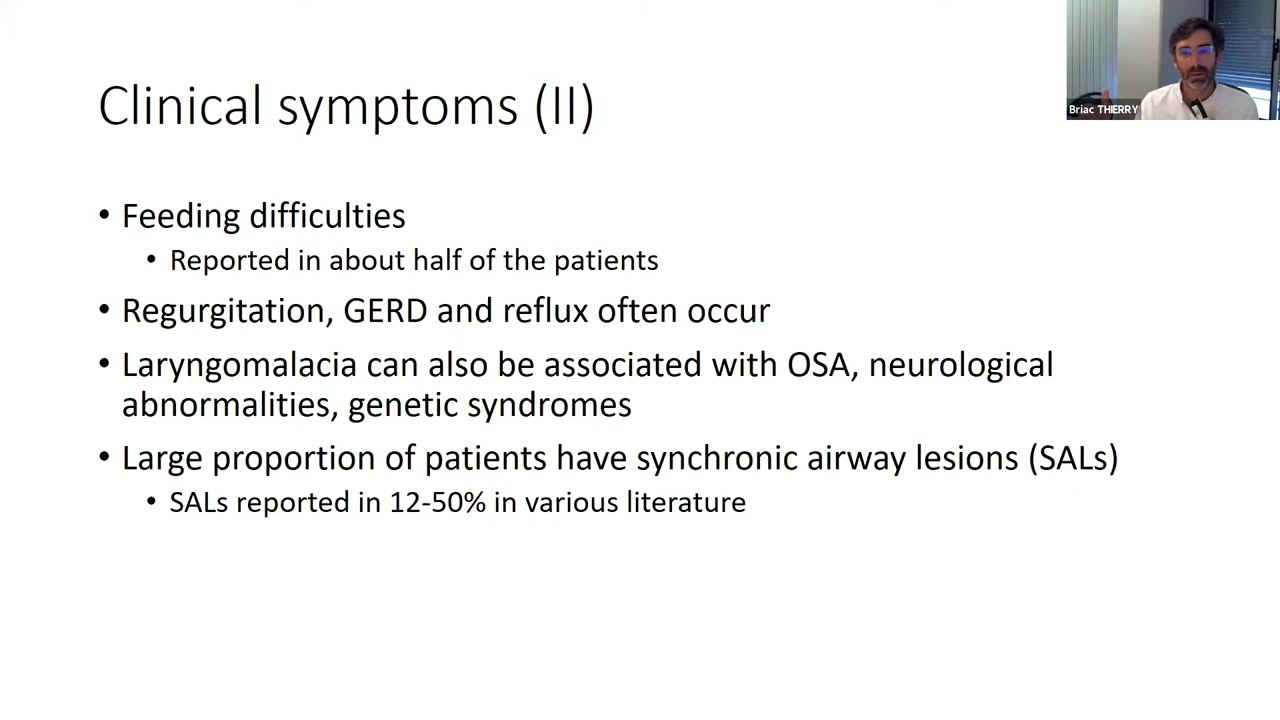 Clinical symptoms (II)
Briac THIERRY
• Feeding difficulties
• Reported in about half of the patients
• Regurgitation, GERD and reflux often occur
• Laryngomalacia can also be associated with OSA, neurological
abnormalities, genetic syndromes
• Large proportion of patients have synchronic airway lesions (SALs)
• SALs reported in 12-50% in various literature